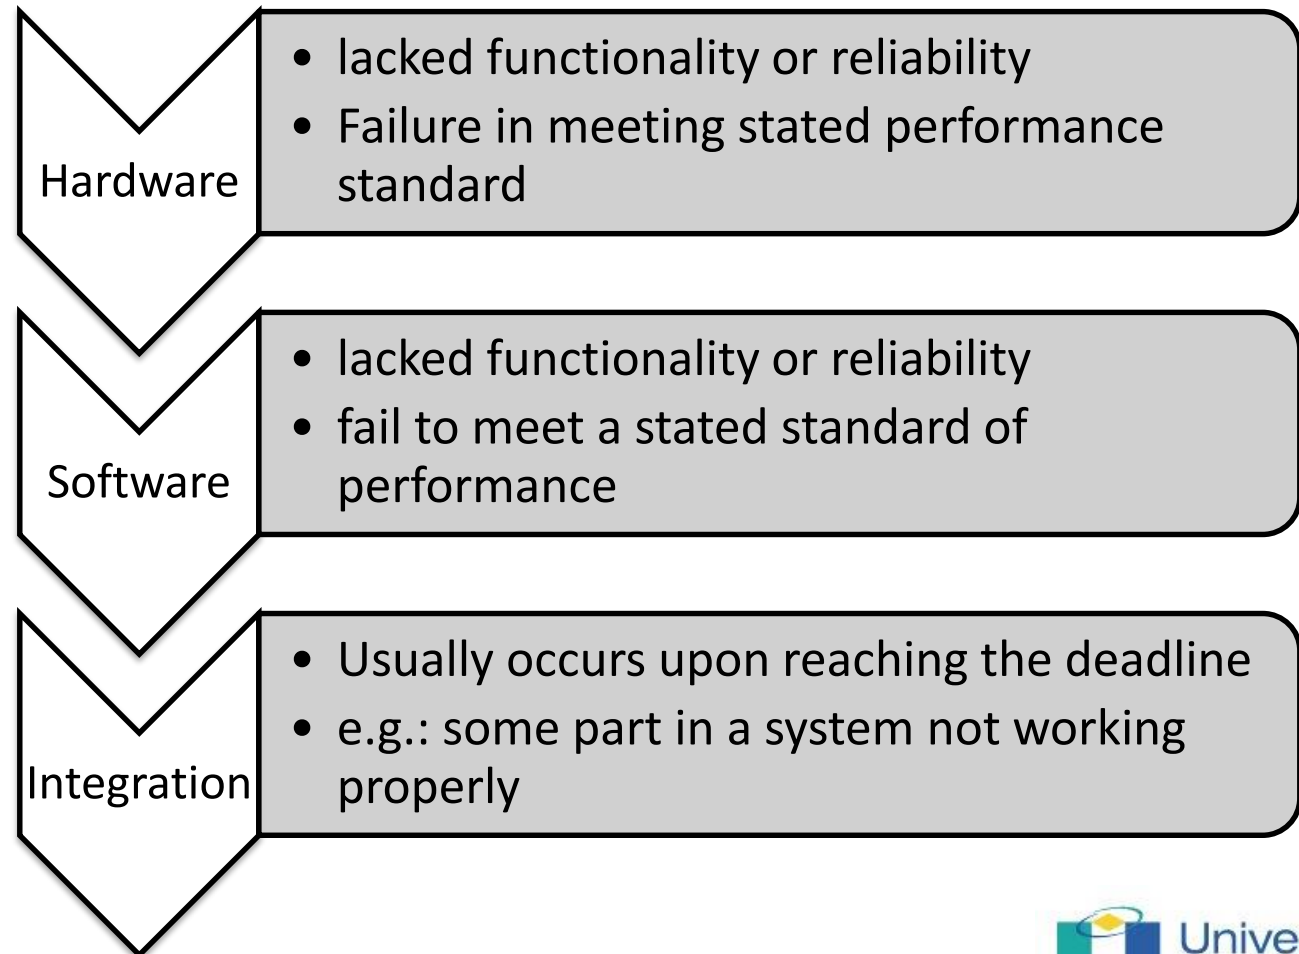 Hardware
• lacked functionality or reliability
• Failure in meeting stated performance
standard
Software
• lacked functionality or reliability
• fail to meet a stated standard of
performance
Integration
• Usually occurs upon reaching the deadline
• e.g.: some part in a system not working
properly
Unive